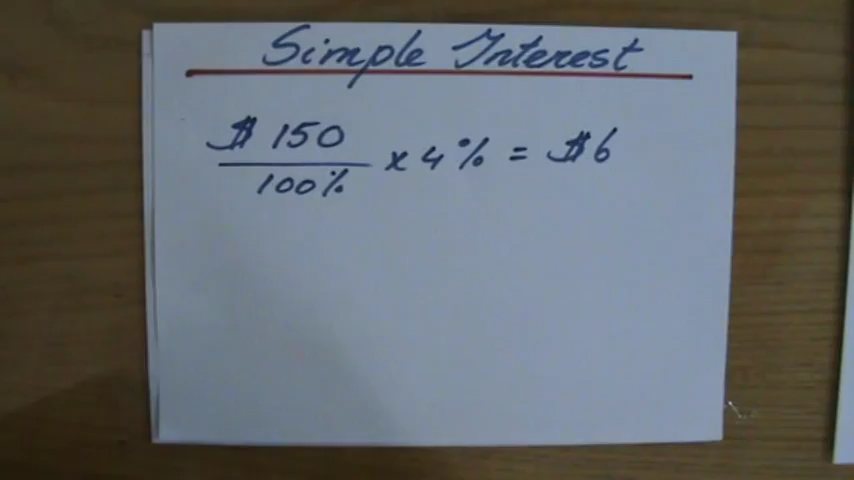 Simple Interest
$ 150
100% x 4% = $6